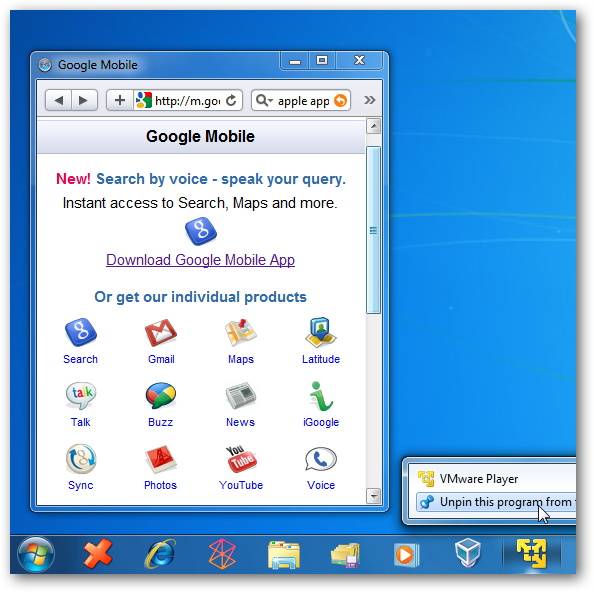 Google Mobile
http://m.goo
apple app
Google Mobile
New! Search by voice - speak your query.
Instant access to Search, Maps and more.
Download Google Mobile App
Or get our individual products
Search Gmail Maps Latitude
talk
Talk Buzz News iGoogle
You
Tube
Sync Photos YouTube Voice
VMware Player
Unpin this program from